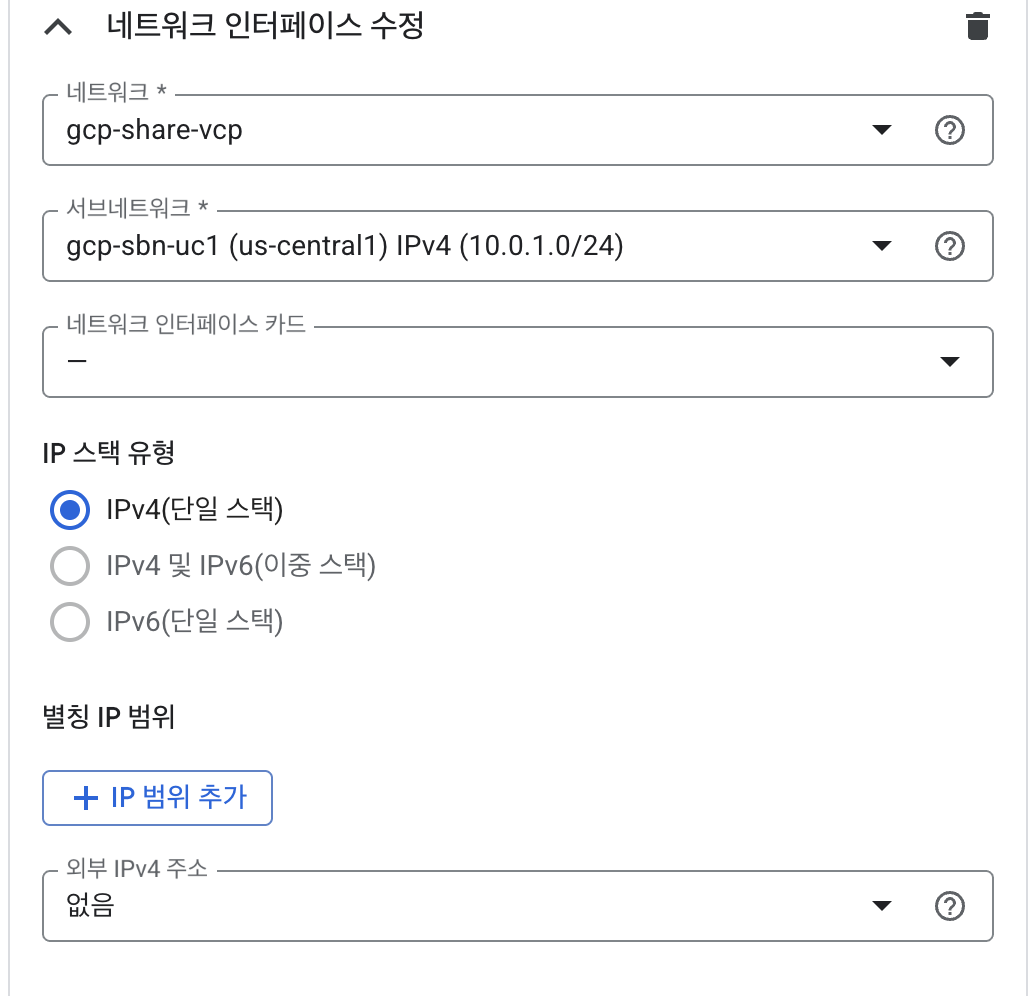 네트워크 인터페이스 수정
네트워크 *
gcp-share-vcp
서브네트워크 *
gcp-sbn-uc1 (us-central1) IPv4 (10.0.1.0/24)
네트워크 인터페이스 카드
—
IP 스택 유형
IPv4(단일 스택)
IPv4 및 IPv6(이중 스택)
IPv6(단일 스택)
별칭 IP 범위
+ IP 범위 추가
외부 IPv4 주소
없음